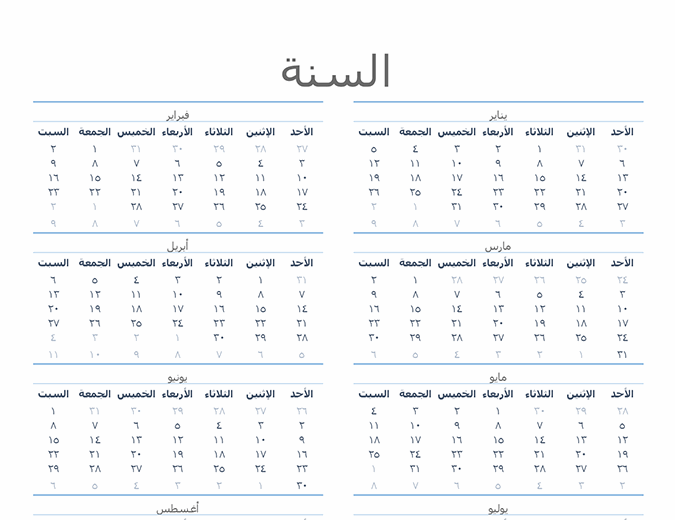 السنة
يناير
الأحد الإثنين الثلاثاء الأربعاء الخميس الجمعة السبت
٣٠ ٣١ ١ ٢ ٣ ٤ ٥
٦ ٧ ٨ ٩ ١٠ ١١ ١٢
١٣ ١٤ ١٥ ١٦ ١٧ ١٨ ١٩
٢٠ ٢١ ٢٢ ٢٣ ٢٤ ٢٥ ٢٦
٢٧ ٢٨ ٢٩ ٣٠ ٣١ ١ ٢
٣ ٤ ٥ ٦ ٧ ٨ ٩
فبراير
الأحد الإثنين الثلاثاء الأربعاء الخميس الجمعة السبت
٢٧ ٢٨ ٢٩ ٣٠ ٣١ ١ ٢
٣ ٤ ٥ ٦ ٧ ٨ ٩
١٠ ١١ ١٢ ١٣ ١٤ ١٥ ١٦
١٧ ١٨ ١٩ ٢٠ ٢١ ٢٢ ٢٣
٢٤ ٢٥ ٢٦ ٢٧ ٢٨ ١ ٢
٣ ٤ ٥ ٦ ٧ ٨ ٩
مارس
الأحد الإثنين الثلاثاء الأربعاء الخميس الجمعة السبت
٢٤ ٢٥ ٢٦ ٢٧ ٢٨ ١ ٢
٣ ٤ ٥ ٦ ٧ ٨ ٩
١٠ ١١ ١٢ ١٣ ١٤ ١٥ ١٦
١٧ ١٨ ١٩ ٢٠ ٢١ ٢٢ ٢٣
٢٤ ٢٥ ٢٦ ٢٧ ٢٨ ٢٩ ٣٠
٣١ ١ ٢ ٣ ٤ ٥ ٦
أبريل
الأحد الإثنين الثلاثاء الأربعاء الخميس الجمعة السبت
٣١ ١ ٢ ٣ ٤ ٥ ٦
٧ ٨ ٩ ١٠ ١١ ١٢ ١٣
١٤ ١٥ ١٦ ١٧ ١٨ ١٩ ٢٠
٢١ ٢٢ ٢٣ ٢٤ ٢٥ ٢٦ ٢٧
٢٨ ٢٩ ٣٠ ١ ٢ ٣ ٤
٥ ٦ ٧ ٨ ٩ ١٠ ١١
مايو
الأحد الإثنين الثلاثاء الأربعاء الخميس الجمعة السبت
٢٨ ٢٩ ٣٠ ١ ٢ ٣ ٤
٥ ٦ ٧ ٨ ٩ ١٠ ١١
١٢ ١٣ ١٤ ١٥ ١٦ ١٧ ١٨
١٩ ٢٠ ٢١ ٢٢ ٢٣ ٢٤ ٢٥
٢٦ ٢٧ ٢٨ ٢٩ ٣٠ ٣١ ١
٢ ٣ ٤ ٥ ٦ ٧ ٨
يونيو
الأحد الإثنين الثلاثاء الأربعاء الخميس الجمعة السبت
٢٦ ٢٧ ٢٨ ٢٩ ٣٠ ٣١ ١
٢ ٣ ٤ ٥ ٦ ٧ ٨
٩ ١٠ ١١ ١٢ ١٣ ١٤ ١٥
١٦ ١٧ ١٨ ١٩ ٢٠ ٢١ ٢٢
٢٣ ٢٤ ٢٥ ٢٦ ٢٧ ٢٨ ٢٩
٣٠ ١ ٢ ٣ ٤ ٥ ٦
يوليو
أغسطس